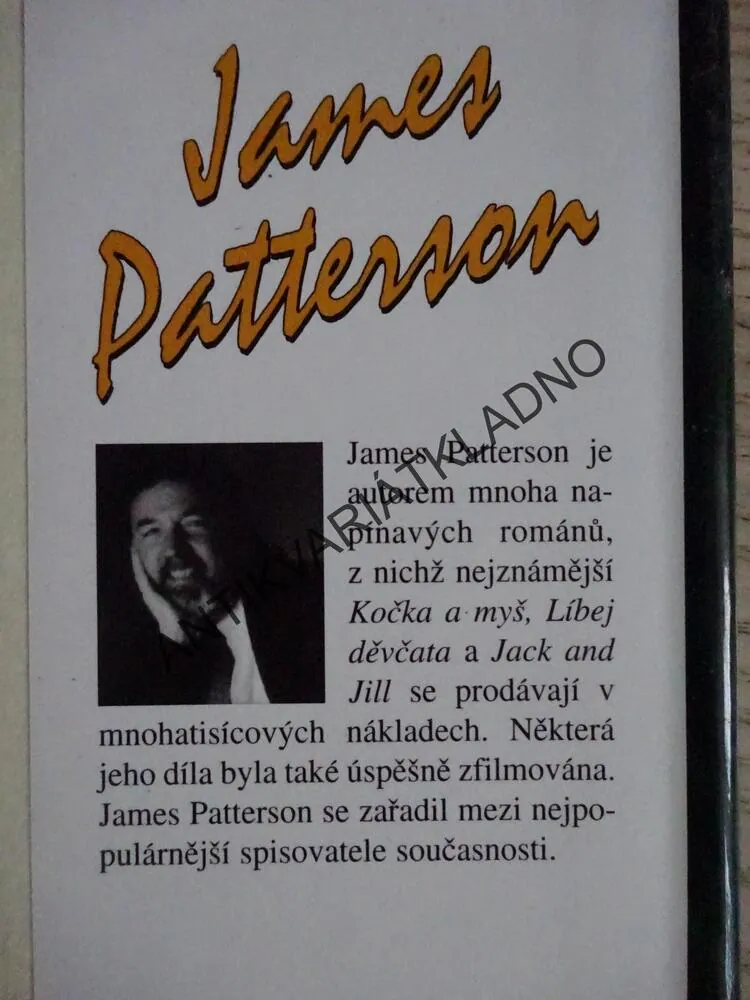 James
Patterson
ANTIKVARIÁTKLADNO
James Patterson je
autorem mnoha na-
pínavých románů,
z nichž nejznámější
Kočka a myš, Líbej
děvčata a Jack and
Jill se prodávají v
mnohatisícových nákladech. Některá
jeho díla byla také úspěšně zfilmována.
James Patterson se zařadil mezi nejpo-
pulárnější spisovatele současnosti.